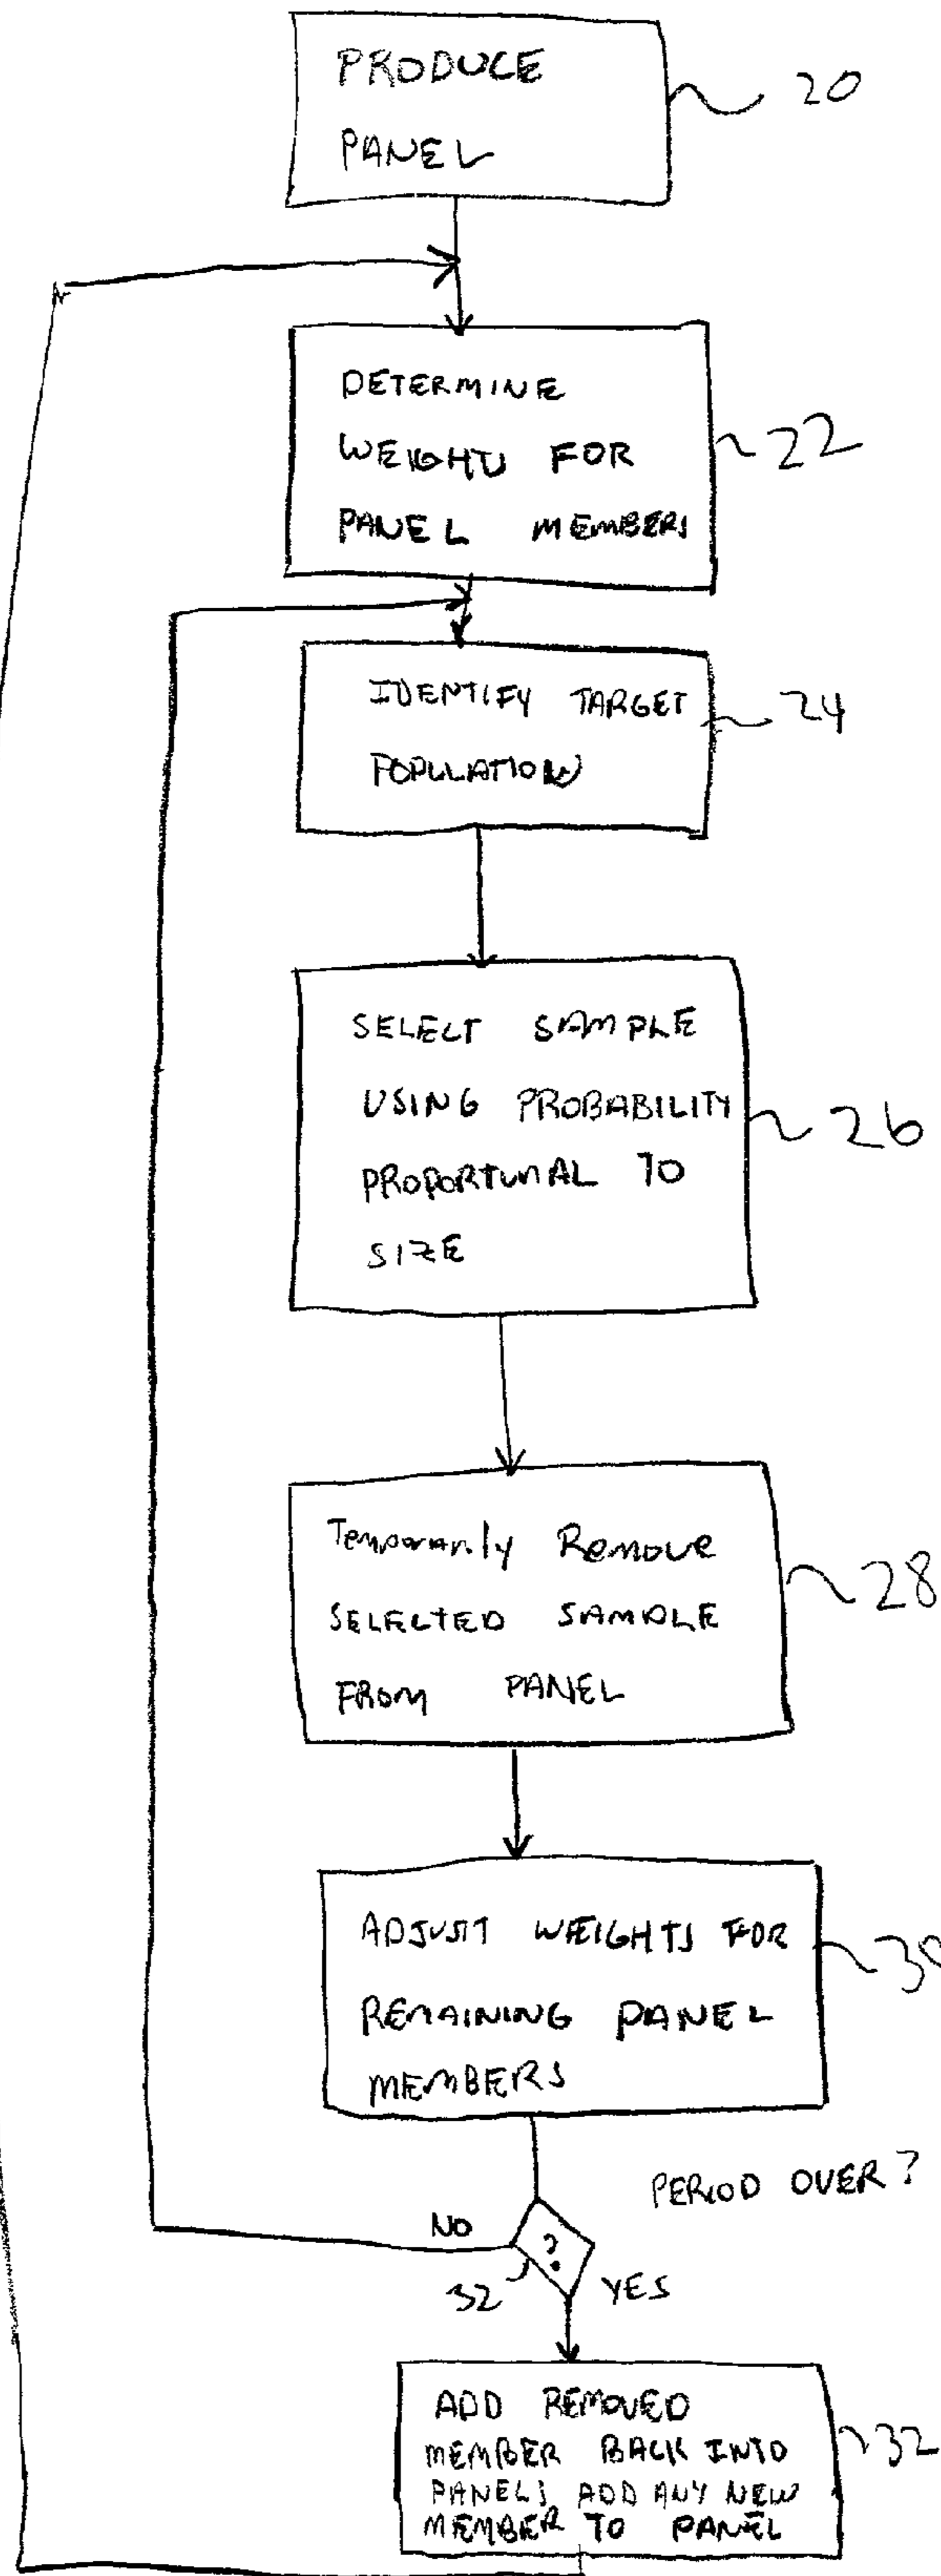 PRODUCE
PANEL
20
DETERMINE
WEIGHTS FOR
PANEL MEMBERS
22
IDENTIFY TARGET
POPULATION
24
SELECT SAMPLE
USING PROBABILITY
PROPORTIONAL TO
SIZE
26
Temporarily Remove
SELECTED SAMPLE
FROM PANEL
28
ADJUST WEIGHTS FOR
REMAINING PANEL
MEMBERS
30
PERIOD OVER?
NO
?
32
YES
ADD REMOVED
MEMBER BACK INTO
PANEL; ADD ANY NEW
MEMBER TO PANEL
32